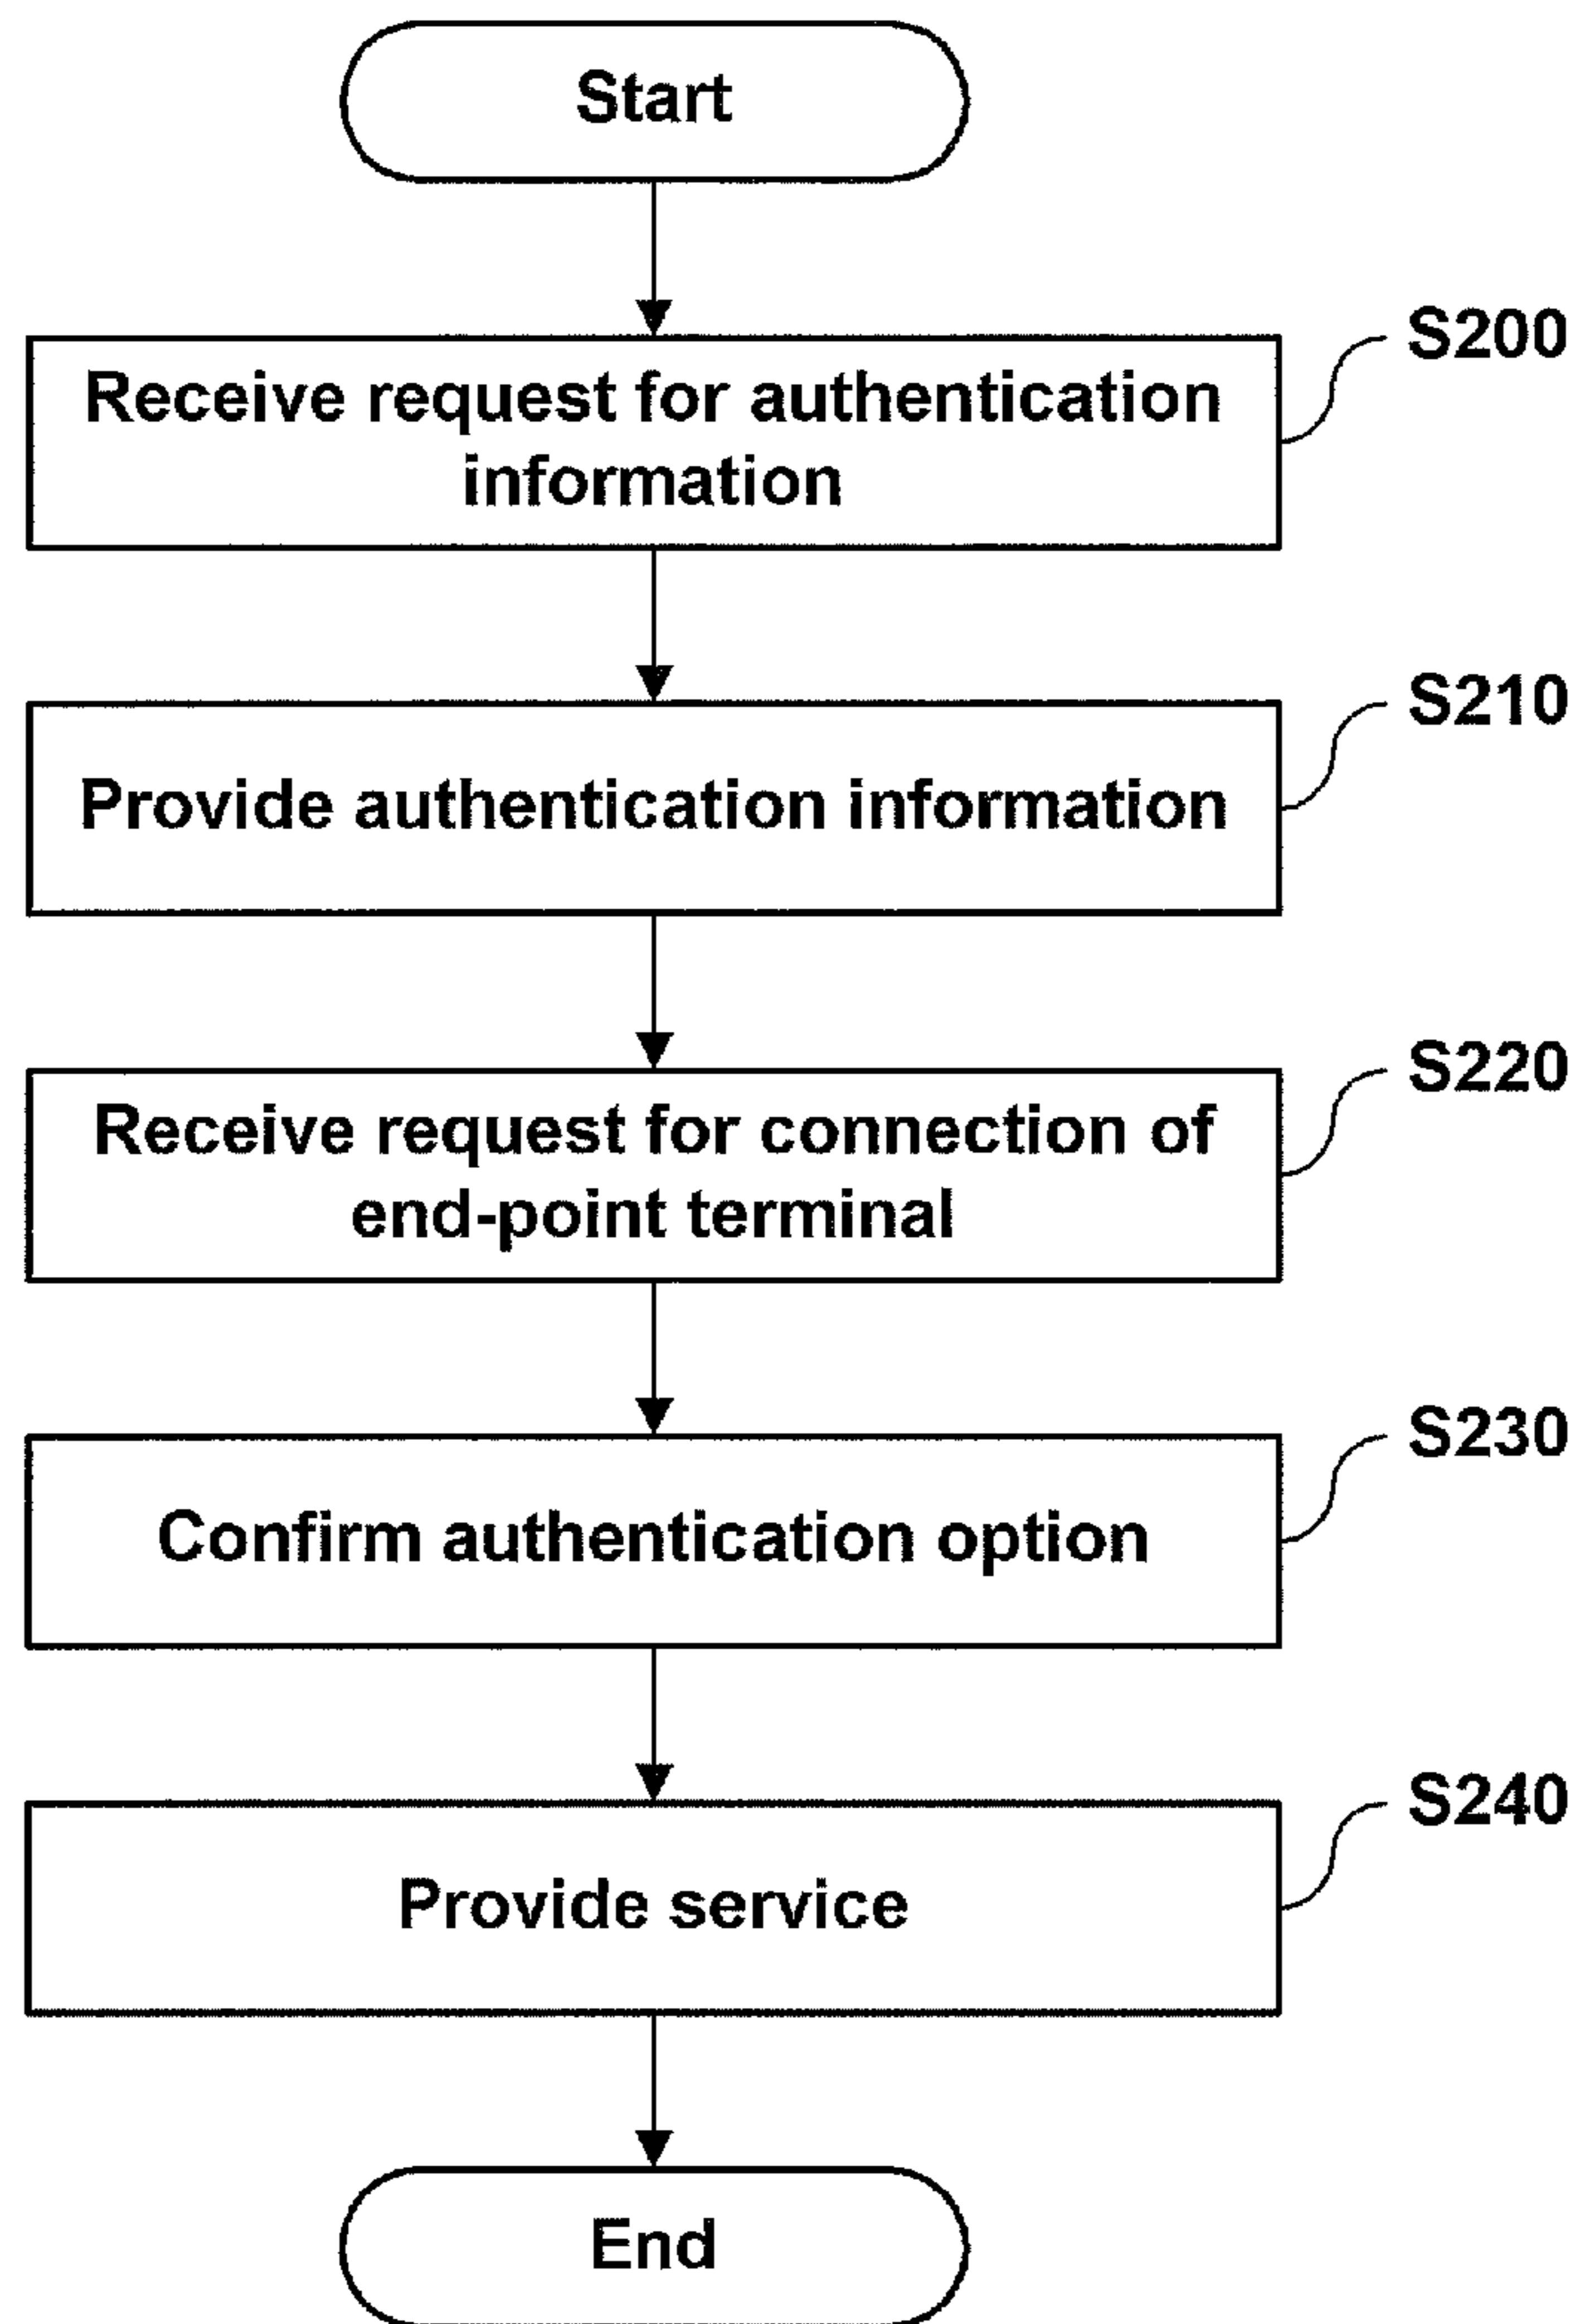 Start
S200
Receive request for authentication
information
S210
Provide authentication information
S220
Receive request for connection of
end-point terminal
S230
Confirm authentication option
S240
Provide service
End